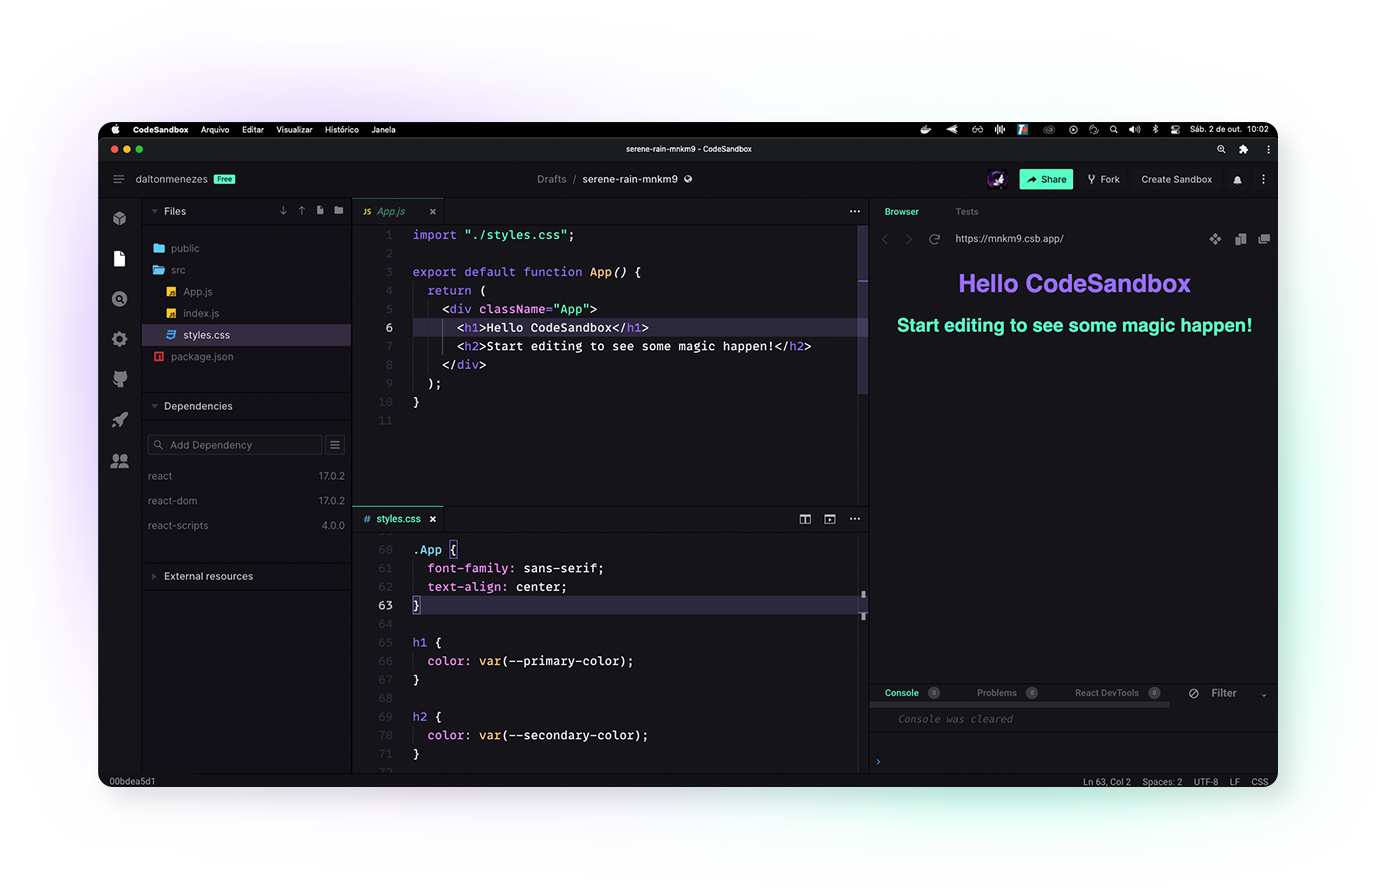 CodeSandbox Arquivo Editar Visualizar Histórico Janela Sáb. 2 de out. 10:02
serene-rain-mnkm9 - CodeSandbox
daltonmenezes Free Drafts / serene-rain-mnkm9 Share Fork Create Sandbox
Files
public
src
App.js
index.js
styles.css
package.json
Dependencies
Add Dependency
react 17.0.2
react-dom 17.0.2
react-scripts 4.0.0
External resources
JS App.js ×
1 import "./styles.css";
2
3 export default function App() {
4 return (
5 <div className="App">
6 <h1>Hello CodeSandbox</h1>
7 <h2>Start editing to see some magic happen!</h2>
8 </div>
9 );
10 }
11
# styles.css ×
60 .App {
61 font-family: sans-serif;
62 text-align: center;
63 }
64
65 h1 {
66 color: var(--primary-color);
67 }
68
69 h2 {
70 color: var(--secondary-color);
71 }
Browser Tests
https://mnkm9.csb.app/
Hello CodeSandbox
Start editing to see some magic happen!
Console 0 Problems 0 React DevTools 0 Filter
Console was cleared
›
00bdea5d1 Ln 63, Col 2 Spaces: 2 UTF-8 LF CSS